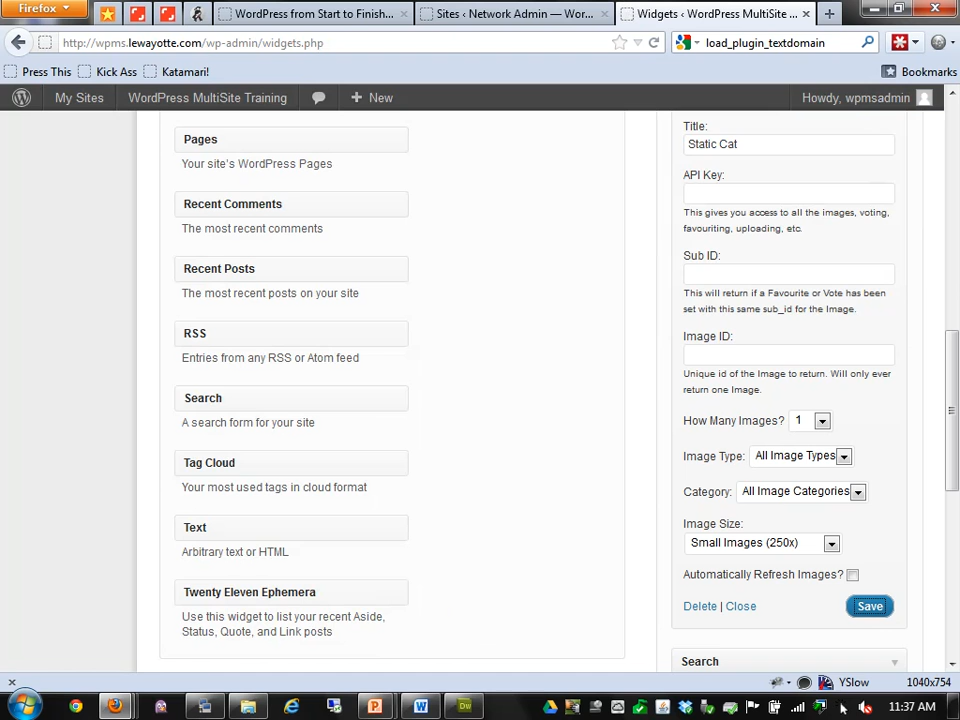 Firefox
WordPress from Start to Finish...
Sites ‹ Network Admin — Wor...
Widgets ‹ WordPress MultiSite ...
http://wpms.lewayotte.com/wp-admin/widgets.php
load_plugin_textdomain
Press This
Kick Ass
Katamari!
Bookmarks
My Sites
WordPress MultiSite Training
New
Howdy, wpmsadmin
Pages
Your site's WordPress Pages
Recent Comments
The most recent comments
Recent Posts
The most recent posts on your site
RSS
Entries from any RSS or Atom feed
Search
A search form for your site
Tag Cloud
Your most used tags in cloud format
Text
Arbitrary text or HTML
Twenty Eleven Ephemera
Use this widget to list your recent Aside,
Status, Quote, and Link posts
Title:
Static Cat
API Key:
This gives you access to all the images, voting,
favouriting, uploading, etc.
Sub ID:
This will return if a Favourite or Vote has been
set with this same sub_id for the Image.
Image ID:
Unique id of the Image to return. Will only ever
return one Image.
How Many Images? 1
Image Type: All Image Types
Category: All Image Categories
Image Size:
Small Images (250x)
Automatically Refresh Images?
Delete | Close
Save
Search
YSlow
1040x754
11:37 AM